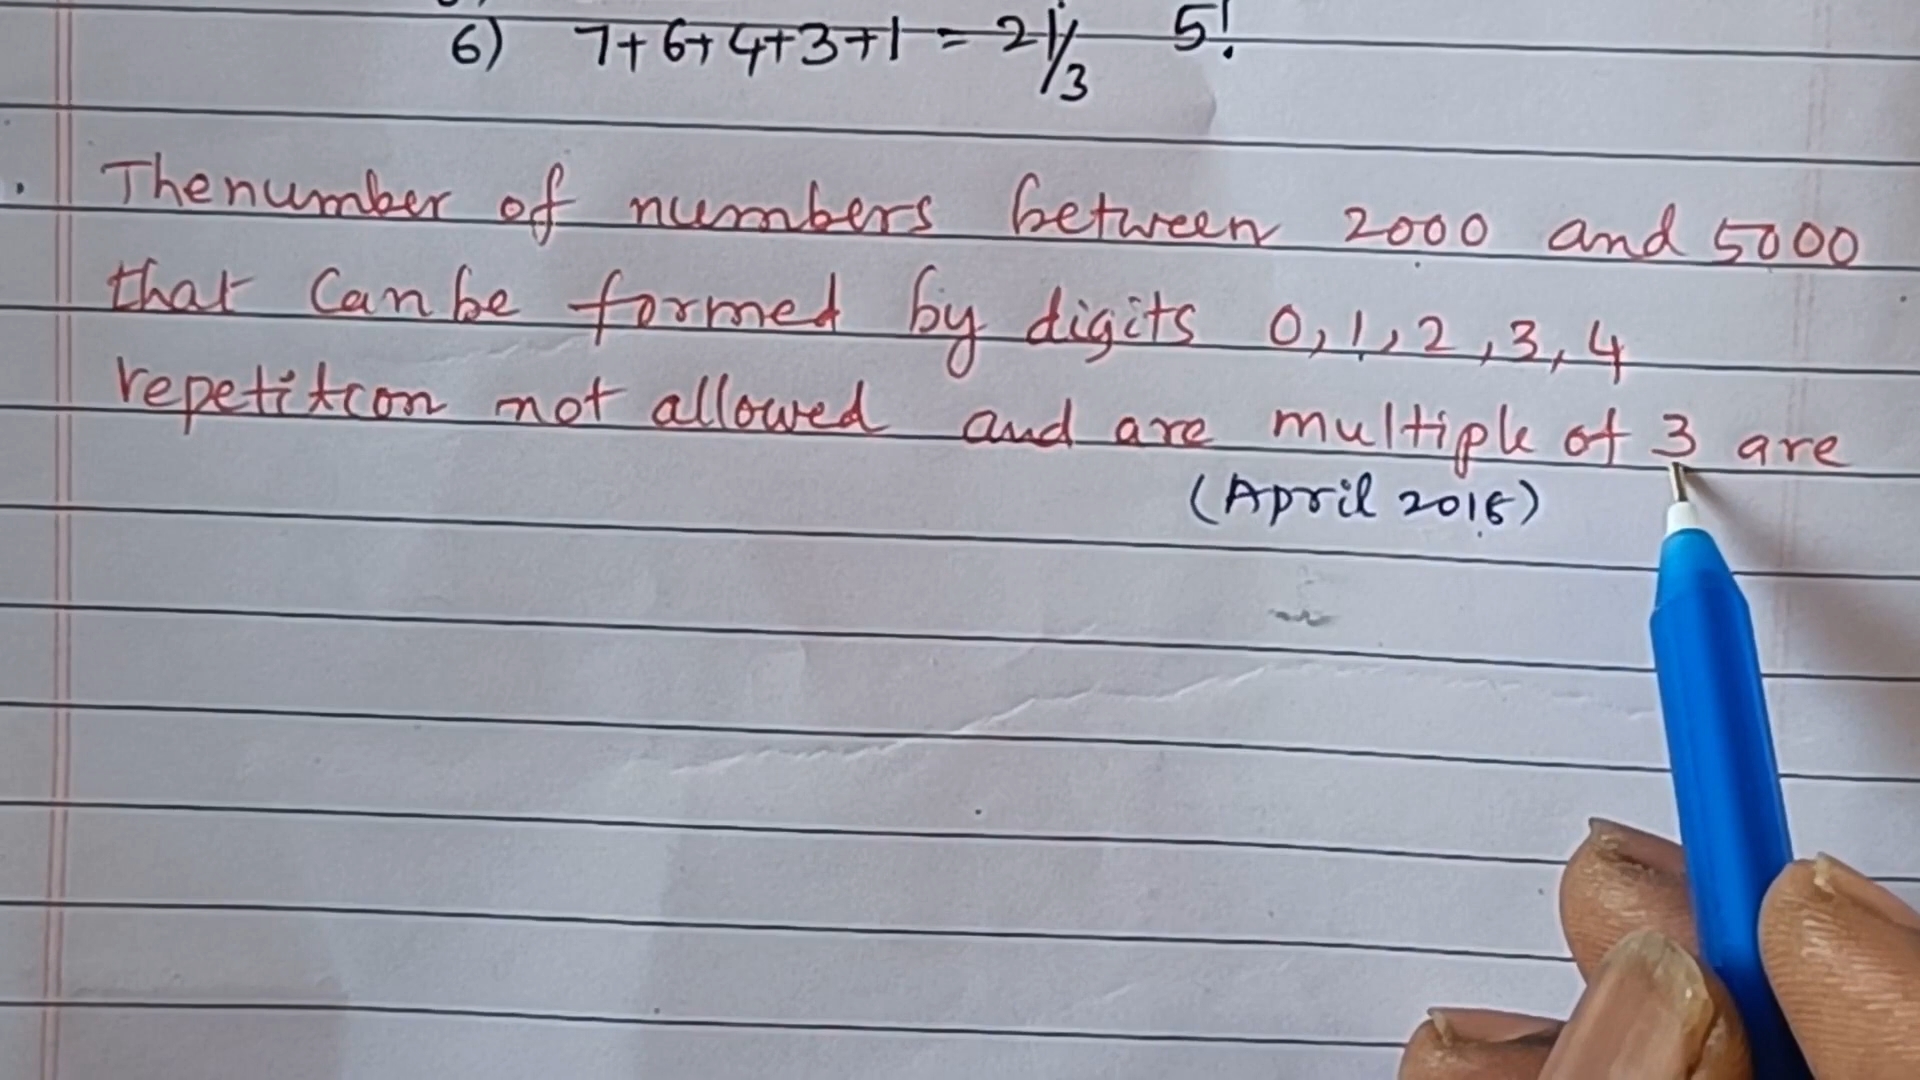 6) 7+6+4+3+1 = 21/3 5!
The number of numbers between 2000 and 5000
that can be formed by digits 0,1,2,3,4
repetition not allowed and are multiple of 3 are
(April 2018)